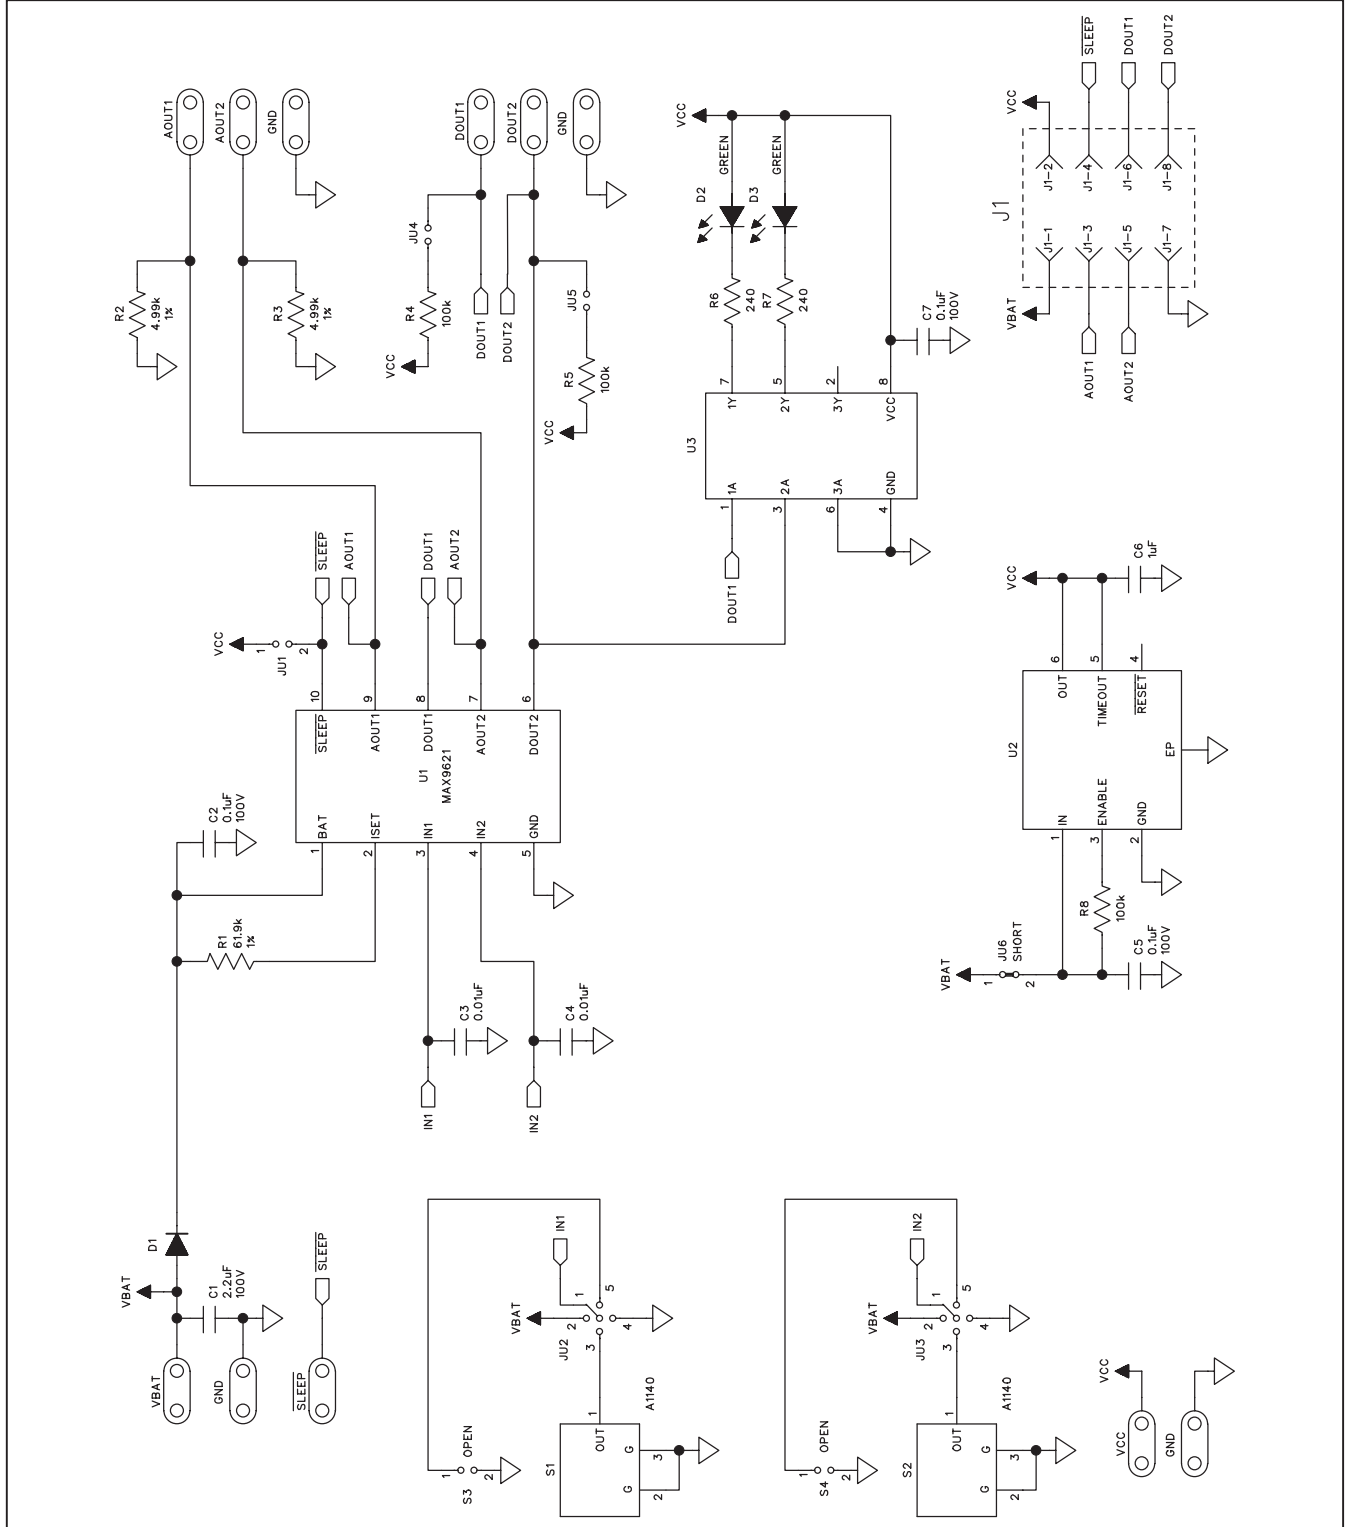 VBAT
GND
SLEEP
VBAT
C1
2.2uF
100V
D1
SLEEP
R1
61.9k
1%
C2
0.1uF
100V
IN1
C3
0.01uF
IN2
C4
0.01uF
1
BAT
2
ISET
3
IN1
4
IN2
5
GND
U1
MAX9621
SLEEP
10
AOUT1
9
DOUT1
8
AOUT2
7
DOUT2
6
VCC
1
JU1
2
SLEEP
AOUT1
DOUT1
AOUT2
R2
4.99k
1%
R3
4.99k
1%
AOUT1
AOUT2
GND
VCC
R4
100k
JU4
DOUT1
DOUT2
VCC
R5
100k
JU5
DOUT1
DOUT2
GND
S3
1
OPEN
2
S1
OUT
1
G
2
G
3
A1140
VBAT
JU2
1
2
3
4
5
IN1
S4
1
OPEN
2
S2
OUT
1
G
2
G
3
A1140
VBAT
JU3
1
2
3
4
5
IN2
VCC
VCC
GND
DOUT1
U3
1
1A
3
2A
6
3A
4
GND
1Y
7
2Y
5
3Y
2
VCC
8
R6
240
R7
240
D2
GREEN
D3
GREEN
VCC
C7
0.1uF
100V
VBAT
1
JU6
SHORT
2
R8
100k
C5
0.1uF
100V
U2
1
IN
3
ENABLE
2
GND
OUT
6
TIMEOUT
5
RESET
4
EP
VCC
C6
1uF
J1
VBAT
AOUT1
AOUT2
J1-1
J1-3
J1-5
J1-7
J1-2
J1-4
J1-6
J1-8
VCC
SLEEP
DOUT1
DOUT2